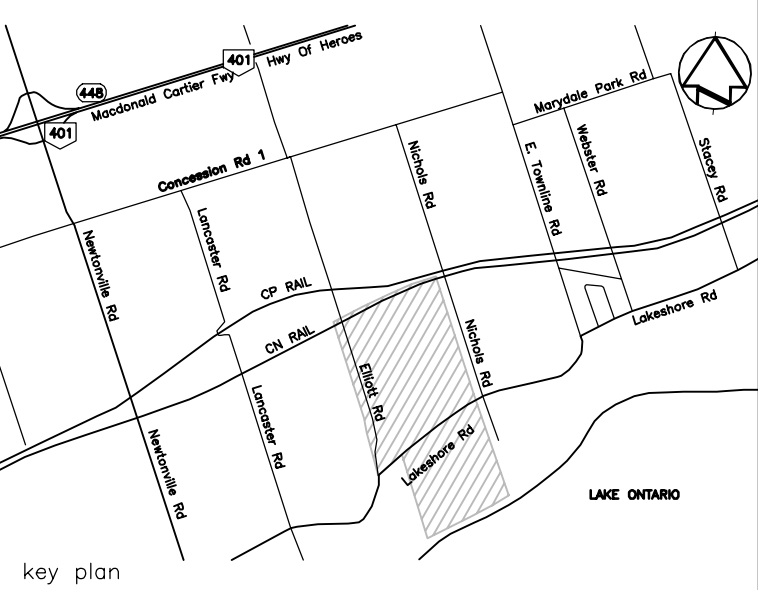 401
Hwy Of Heroes
448
Macdonald Cartier Fwy
401
Marydale Park Rd
Concession Rd 1
Nichols Rd
E. Townline Rd
Webster Rd
Stacey Rd
Newtonville Rd
Lancaster Rd
CP RAIL
CN RAIL
Lakeshore Rd
Nichols Rd
Elliott Rd
Lancaster Rd
Newtonville Rd
Lakeshore Rd
LAKE ONTARIO
key plan